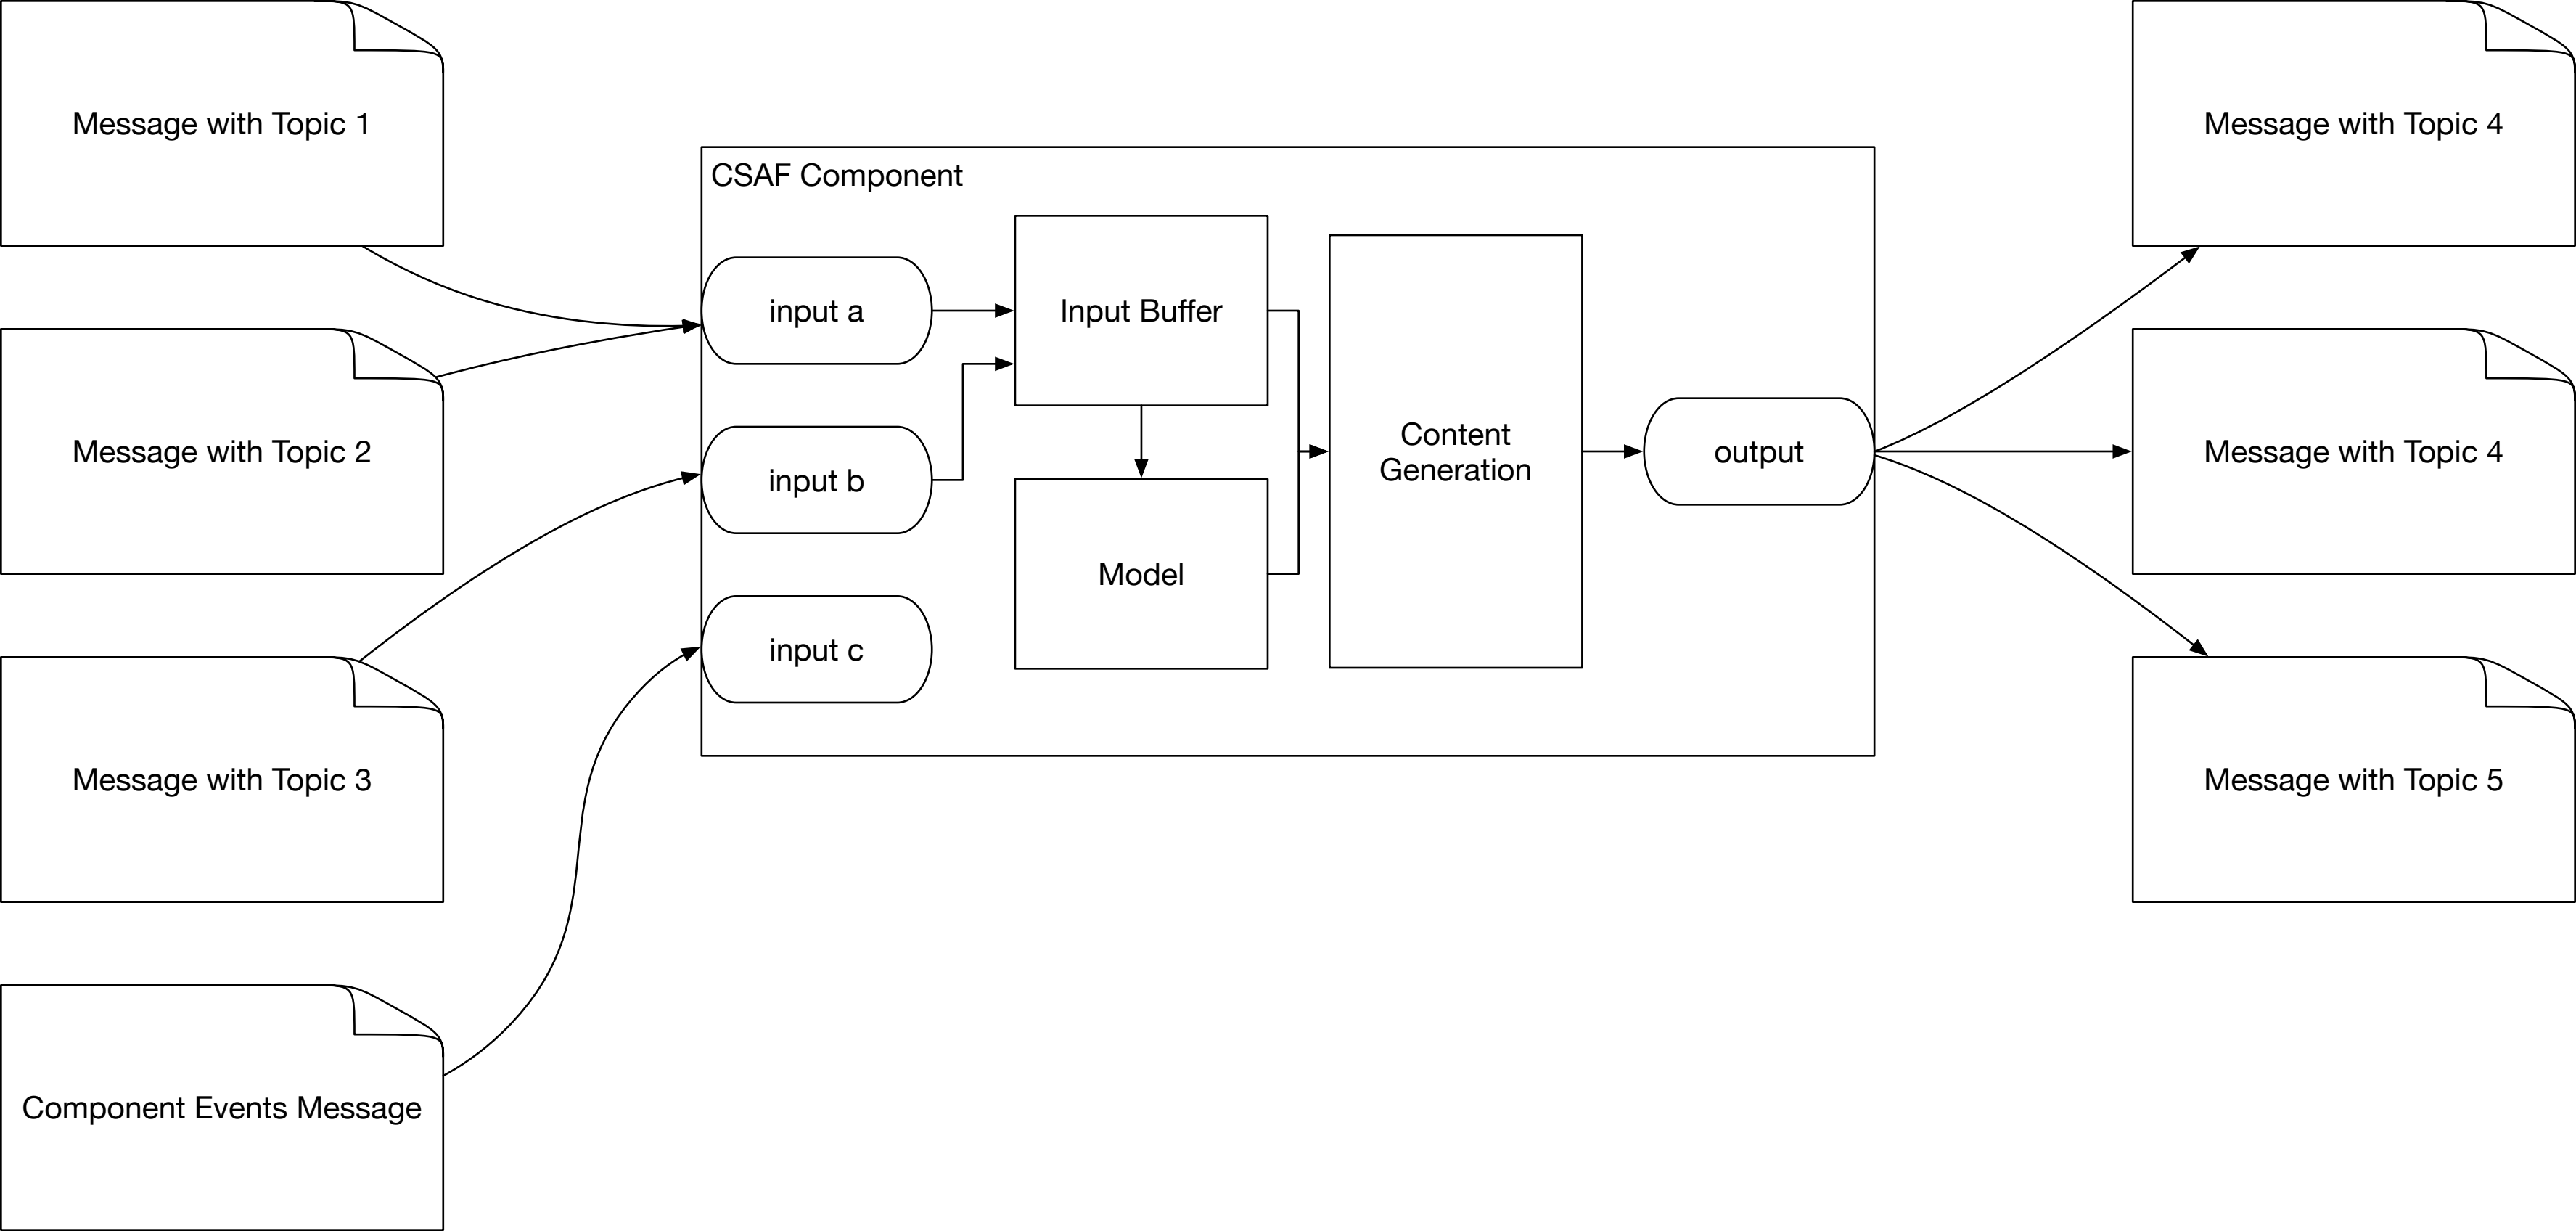 Message with Topic 1
Message with Topic 2
Message with Topic 3
Component Events Message
CSAF Component
input a
input b
input c
Input Buffer
Model
Content
Generation
output
Message with Topic 4
Message with Topic 4
Message with Topic 5